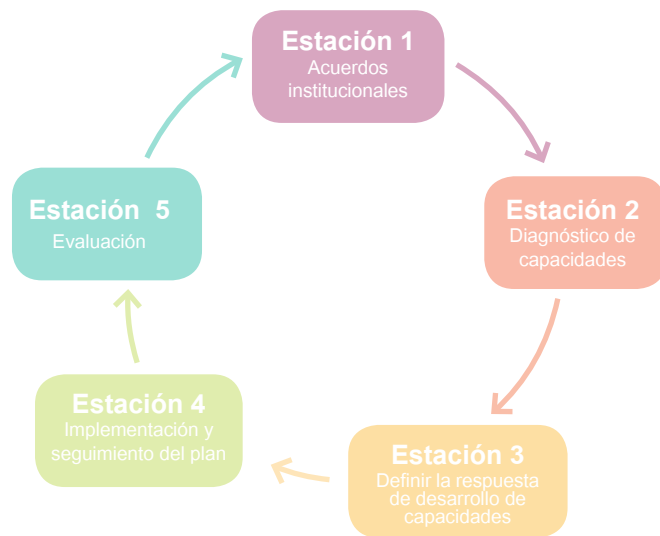 Estación 1
Acuerdos
institucionales
Estación 2
Diagnóstico de
capacidades
Estación 3
Definir la respuesta
de desarrollo de
capacidades
Estación 4
Implementación y
seguimiento del plan
Estación 5
Evaluación